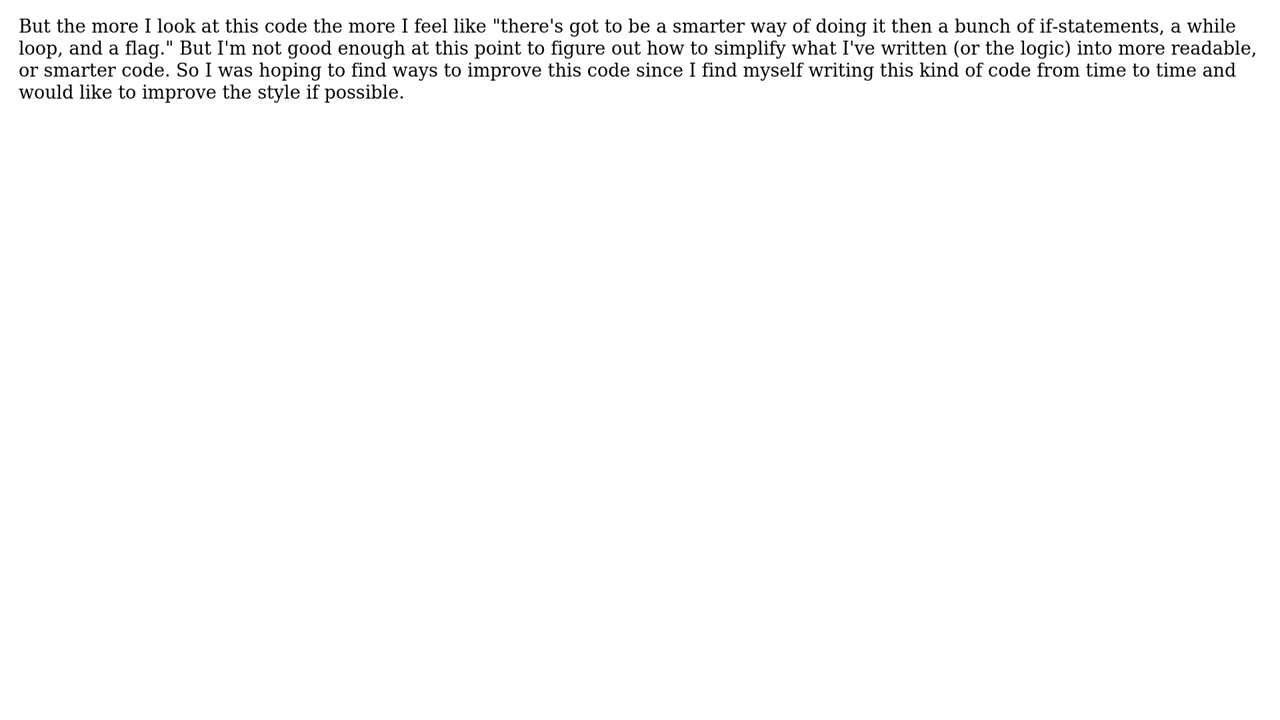 But the more I look at this code the more I feel like "there's got to be a smarter way of doing it then a bunch of if-statements, a while
loop, and a flag." But I'm not good enough at this point to figure out how to simplify what I've written (or the logic) into more readable,
or smarter code. So I was hoping to find ways to improve this code since I find myself writing this kind of code from time to time and
would like to improve the style if possible.